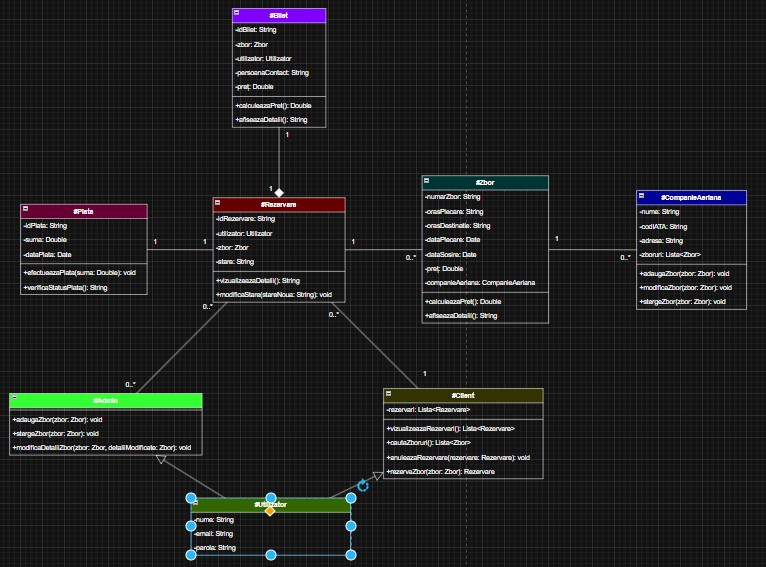 #Bilet
-idBilet: String
-zbor: Zbor
-utilizator: Utilizator
-persoanaContact: String
-preț: Double
+calculeazaPret(): Double
+afiseazaDetalii(): String
1
1
#Plata
-idPlata: String
-suma: Double
-dataPlata: Date
+efectueazaPlata(suma: Double): void
+verificaStatusPlata(): String
1
1
#Rezervare
-idRezervare: String
-utilizator: Utilizator
-zbor: Zbor
-stare: String
+vizualizeazaDetalii(): String
+modificaStare(stareNoua: String): void
1
0..*
#Zbor
-numarZbor: String
-orasPlecare: String
-orasDestinatie: String
-dataPlecare: Date
-dataSosire: Date
-preț: Double
-companieAeriana: CompanieAeriana
+calculeazaPret(): Double
+afiseazaDetalii(): String
1
0..*
#CompanieAeriana
-nume: String
-codIATA: String
-adresa: String
-zboruri: Lista<Zbor>
+adaugaZbor(zbor: Zbor): void
+modificaZbor(zbor: Zbor): void
+stergeZbor(zbor: Zbor): void
0..*
0..*
0..*
1
#Admin
+adaugaZbor(zbor: Zbor): void
+stergeZbor(zbor: Zbor): void
+modificaDetaliiZbor(zbor: Zbor, detaliiModificate: Zbor): void
#Client
-rezervari: Lista<Rezervare>
+vizualizeazaRezervari(): Lista<Rezervare>
+cautaZboruri(): Lista<Zbor>
+anuleazaRezervare(rezervare: Rezervare): void
+rezervaZbor(zbor: Zbor): Rezervare
#Utilizator
-nume: String
-email: String
-parola: String